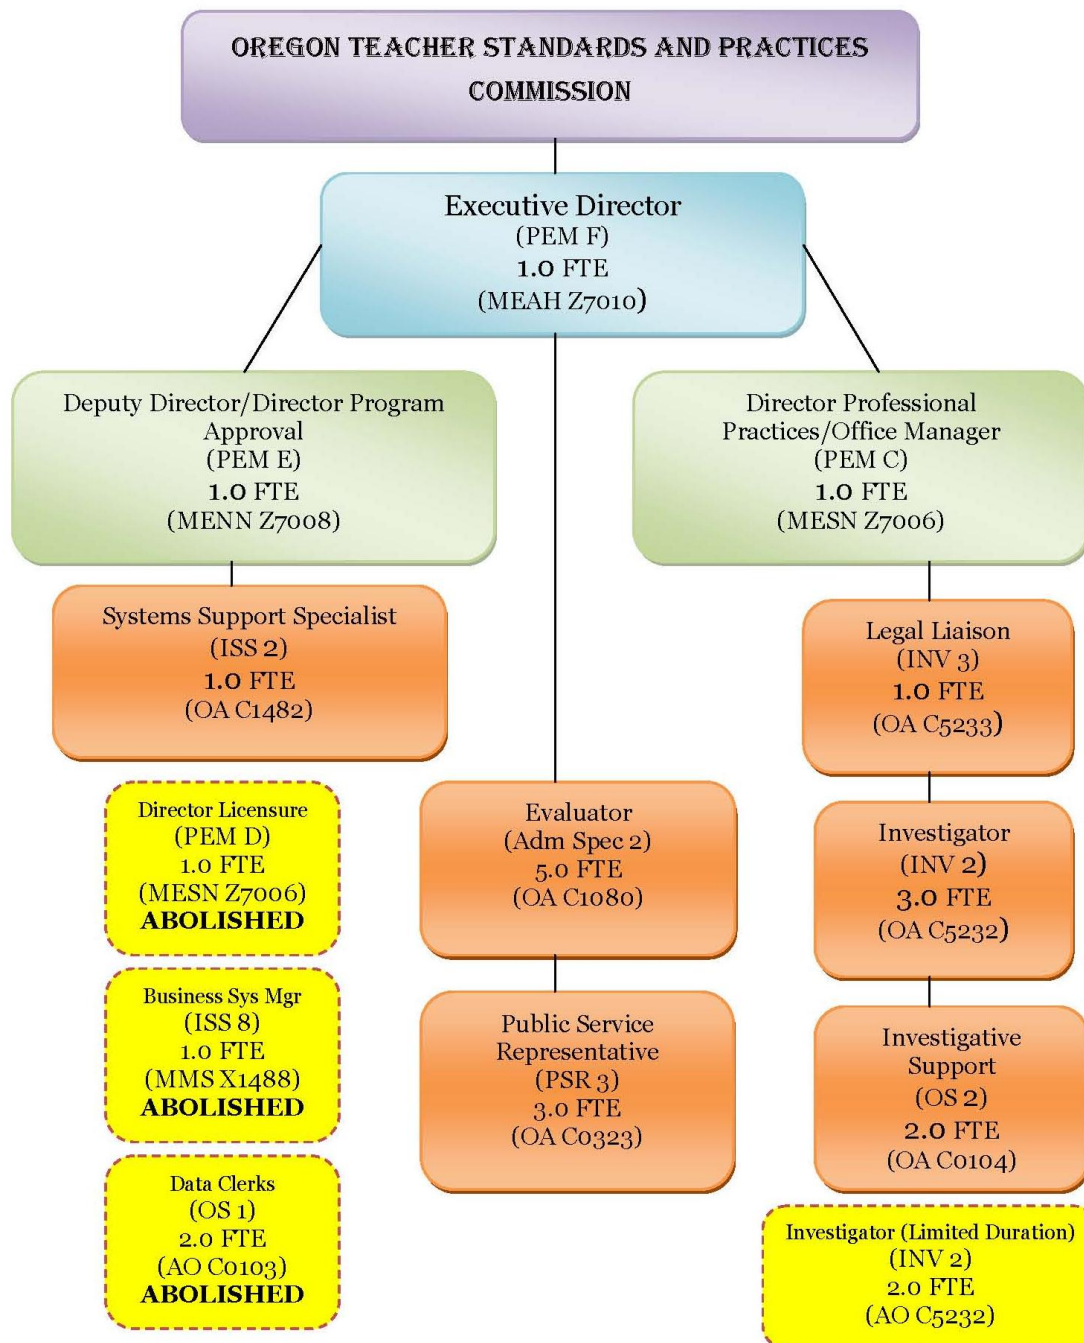 OREGON TEACHER STANDARDS AND PRACTICES
COMMISSION
Executive Director
(PEM F)
1.0 FTE
(MEAH Z7010)
Deputy Director/Director Program
Approval
(PEM E)
1.0 FTE
(MENN Z7008)
Director Professional
Practices/Office Manager
(PEM C)
1.0 FTE
(MESN Z7006)
Systems Support Specialist
(ISS 2)
1.0 FTE
(OA C1482)
Legal Liaison
(INV 3)
1.0 FTE
(OA C5233)
Director Licensure
(PEM D)
1.0 FTE
(MESN Z7006)
ABOLISHED
Evaluator
(Adm Spec 2)
5.0 FTE
(OA C1080)
Investigator
(INV 2)
3.0 FTE
(OA C5232)
Business Sys Mgr
(ISS 8)
1.0 FTE
(MMS X1488)
ABOLISHED
Public Service
Representative
(PSR 3)
3.0 FTE
(OA C0323)
Investigative
Support
(OS 2)
2.0 FTE
(OA C0104)
Data Clerks
(OS 1)
2.0 FTE
(AO C0103)
ABOLISHED
Investigator (Limited Duration)
(INV 2)
2.0 FTE
(AO C5232)